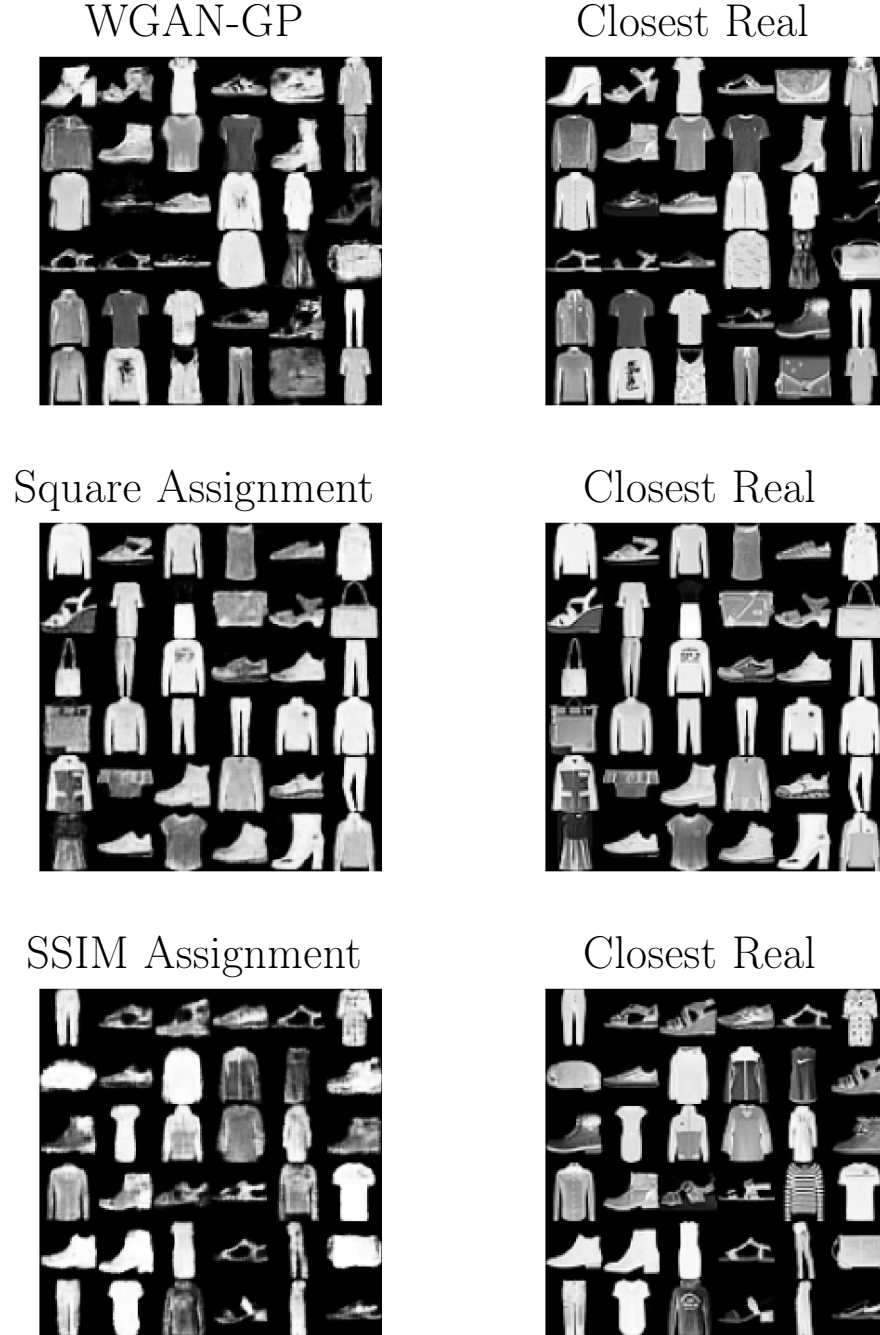 WGAN-GP
Closest Real
Square Assignment
Closest Real
SSIM Assignment
Closest Real